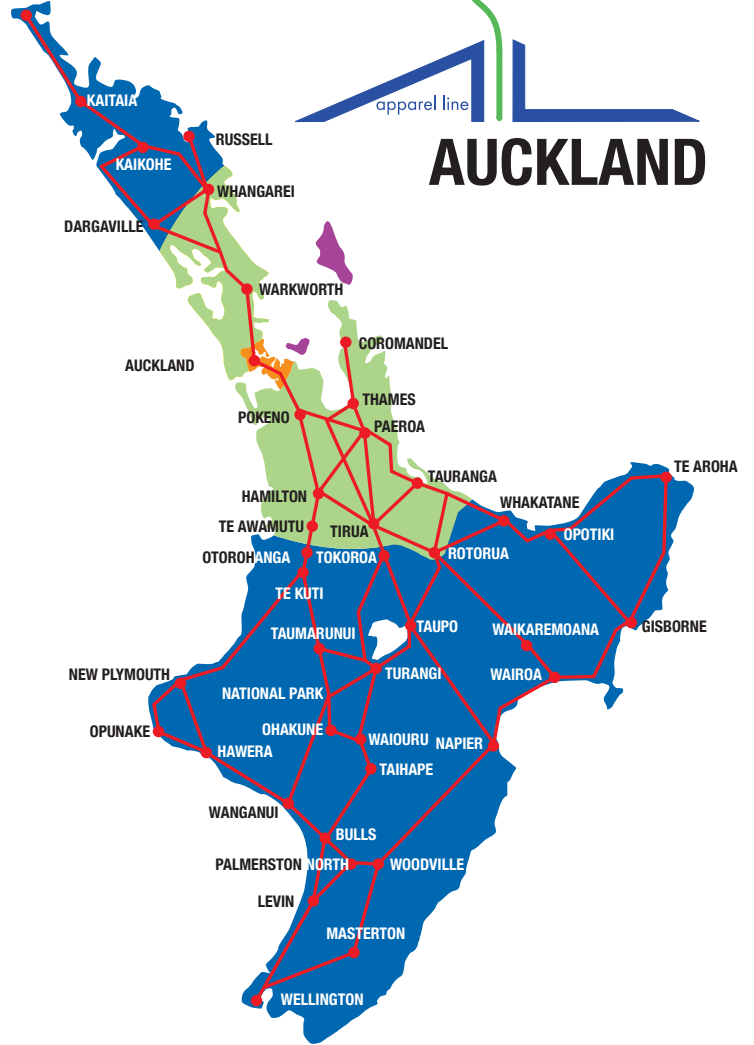 apparel line
AUCKLAND
KAITAIA
RUSSELL
KAIKOHE
WHANGAREI
DARGAVILLE
WARKWORTH
COROMANDEL
AUCKLAND
THAMES
POKENO
PAEROA
TE AROHA
TAURANGA
HAMILTON
WHAKATANE
TE AWAMUTU
TIRUA
OPOTIKI
OTOROHANGA
TOKOROA
ROTORUA
TE KUTI
TAUMARUNUI
TAUPO
WAIKAREMOANA
GISBORNE
NEW PLYMOUTH
TURANGI
WAIROA
NATIONAL PARK
OPUNAKE
OHAKUNE
WAIOURU
NAPIER
HAWERA
TAIHAPE
WANGANUI
BULLS
PALMERSTON NORTH
WOODVILLE
LEVIN
MASTERTON
WELLINGTON